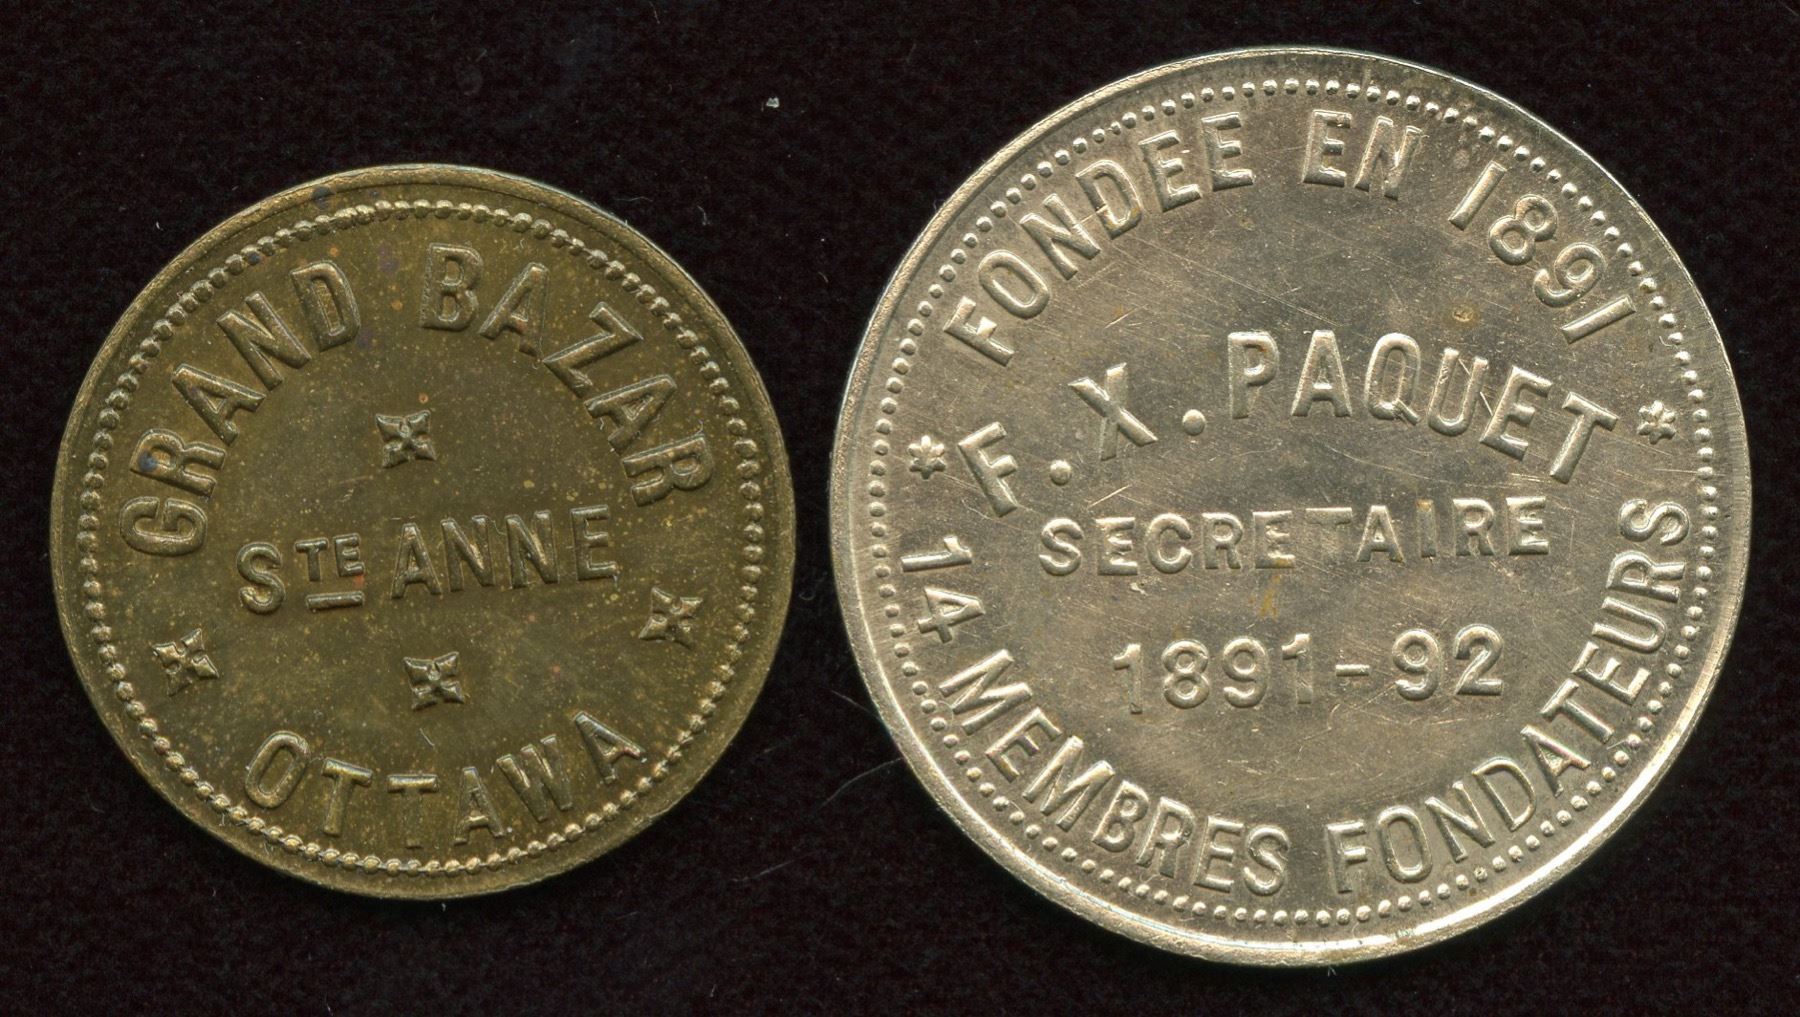 GRAND BAZAR
STE ANNE
OTTAWA
FONDEE EN 1891
F. X. PAQUET
SECRETAIRE
1891-92
14 MEMBRES FONDATEURS